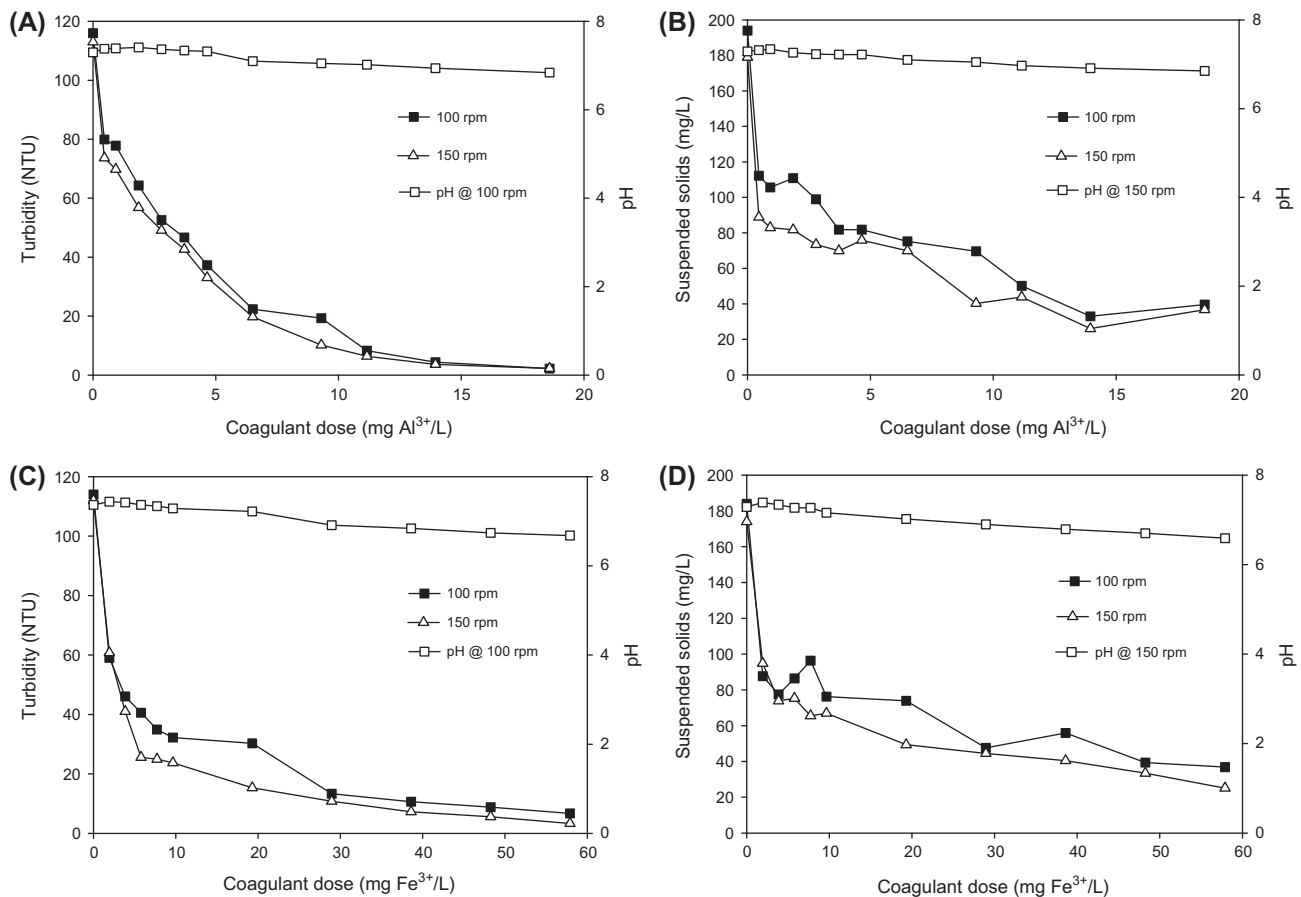 (A)
120
100
80
60
40
20
0
Turbidity (NTU)
8
6
4
2
0
pH
100 rpm
150 rpm
pH @ 100 rpm
0 5 10 15 20
Coagulant dose (mg Al³⁺/L)
(B)
200
180
160
140
120
100
80
60
40
20
0
Suspended solids (mg/L)
8
6
4
2
0
pH
100 rpm
150 rpm
pH @ 150 rpm
0 5 10 15 20
Coagulant dose (mg Al³⁺/L)
(C)
120
100
80
60
40
20
0
Turbidity (NTU)
8
6
4
2
0
pH
100 rpm
150 rpm
pH @ 100 rpm
0 10 20 30 40 50 60
Coagulant dose (mg Fe³⁺/L)
(D)
200
180
160
140
120
100
80
60
40
20
0
Suspended solids (mg/L)
8
6
4
2
0
pH
100 rpm
150 rpm
pH @ 150 rpm
0 10 20 30 40 50 60
Coagulant dose (mg Fe³⁺/L)